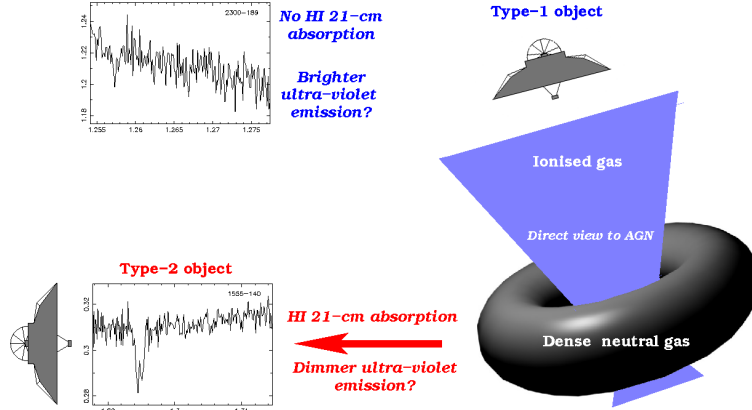 2300−189
No HI 21−cm
absorption
Brighter
ultra−violet
emission?
1.24
1.22
1.2
1.18
1.255 1.26 1.265 1.27 1.275
Type−1 object
Ionised gas
Direct view to AGN
Dense neutral gas
Type−2 object
1555−140
0.32
0.3
0.28
HI 21−cm absorption
Dimmer ultra−violet
emission?